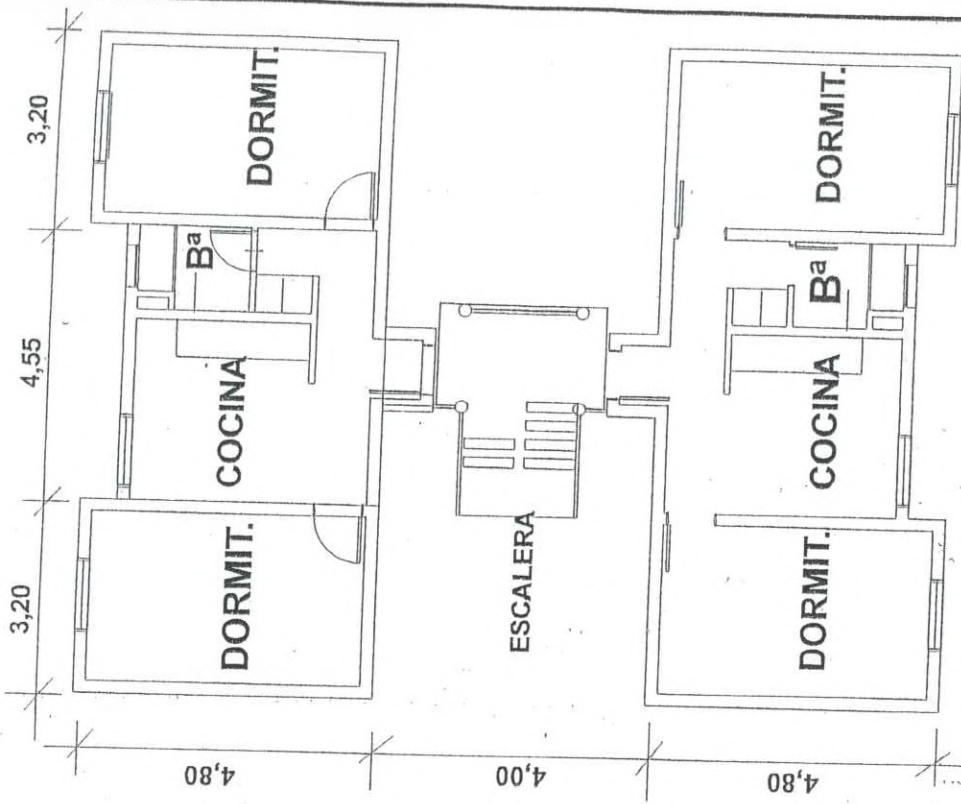 3,20
4,55
3,20
DORMIT.
Bª
COCINA
DORMIT.
ESCALERA
DORMIT.
Bª
COCINA
DORMIT.
4,80
4,00
4,80